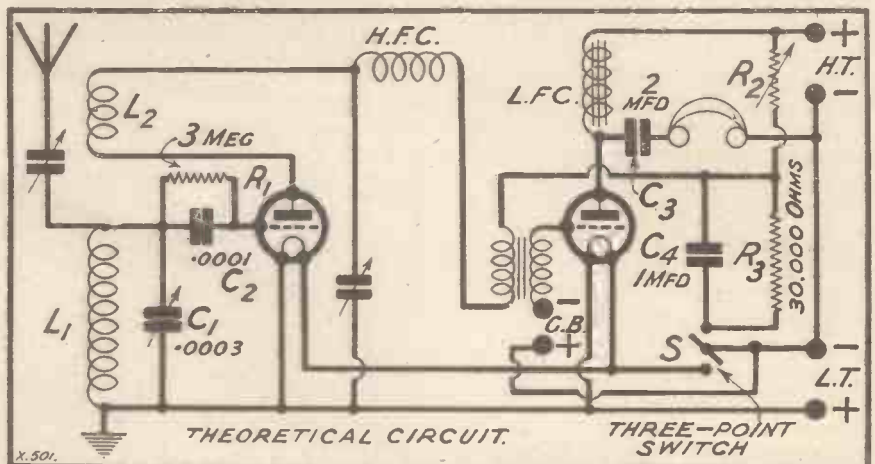 H.F.C.
L2
3 MEG
R1
.0001
C2
L1
C1
.0003
L.F.C.
2
MFD
R2
+
H.T.
-
C3
C4
1MFD
R3
30,000 OHMS
-
G.B.
+
S
-
L.T.
+
THEORETICAL CIRCUIT.
THREE-POINT
SWITCH
X.501.